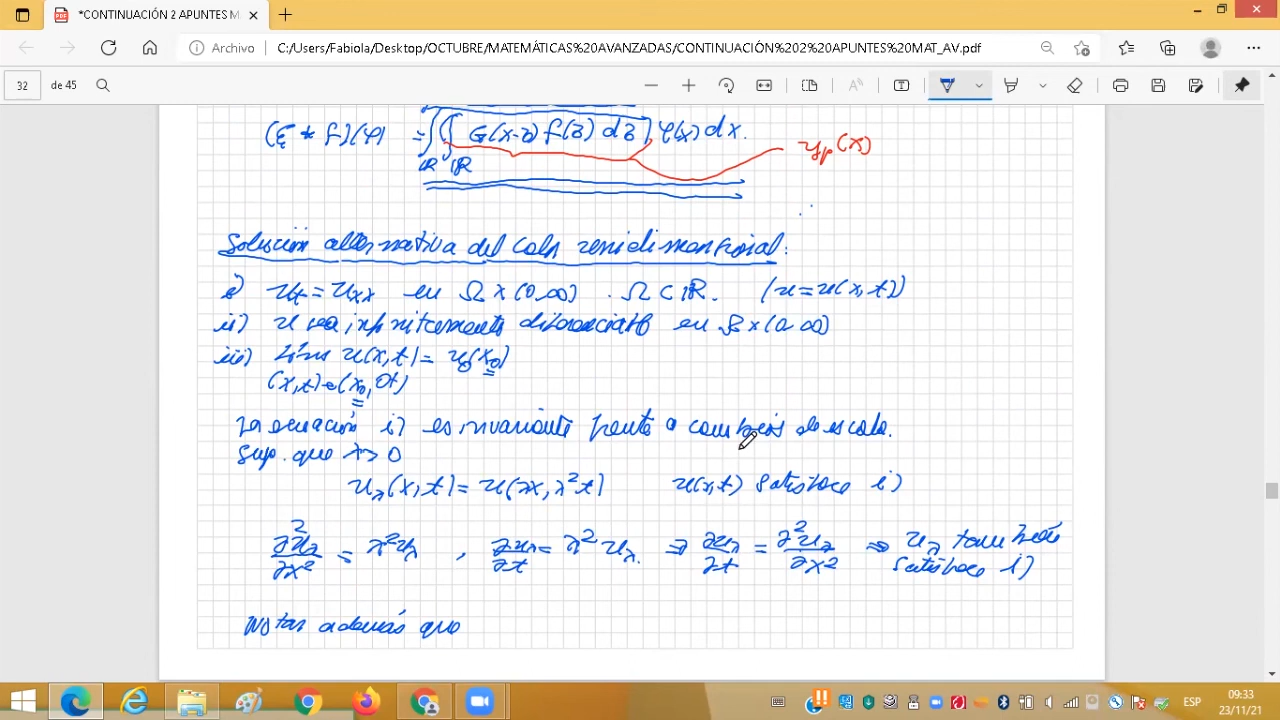 *CONTINUACIÓN 2 APUNTES M
Archivo C:/Users/Fabiola/Desktop/OCTUBRE/MATEMÁTICAS%20AVANZADAS/CONTINUACIÓN%202%20APUNTES%20MAT_AV.pdf
32 de 45
= ∫ℝ (∫ℝ G(x-z) f(z) dz) φ(x) dx. y_p(x)
Solución alternativa del calor
i) u_t = u_xx en Ω x (0,∞) . Ω ⊂ ℝ. (u = u(x,t))
ii) u sea infinitamente diferenciable en Ω x (0 ∞)
iii) lím u(x,t) = u_0(x_0)
(x,t) → (x_0, 0+)
La ecuación i) es invariante frente a cambios de escala.
Sup. que λ > 0
u_λ(x,t) = u(λx, λ²t) u(x,t) satisface i)
∂²u_λ/∂x² = λ²u_λ , ∂u_λ/∂t = λ² u_λ. ⇒ ∂u_λ/∂t = ∂²u_λ/∂x² ⇒ u_λ también
satisface i)
Notar además que
ESP
09:33
23/11/21